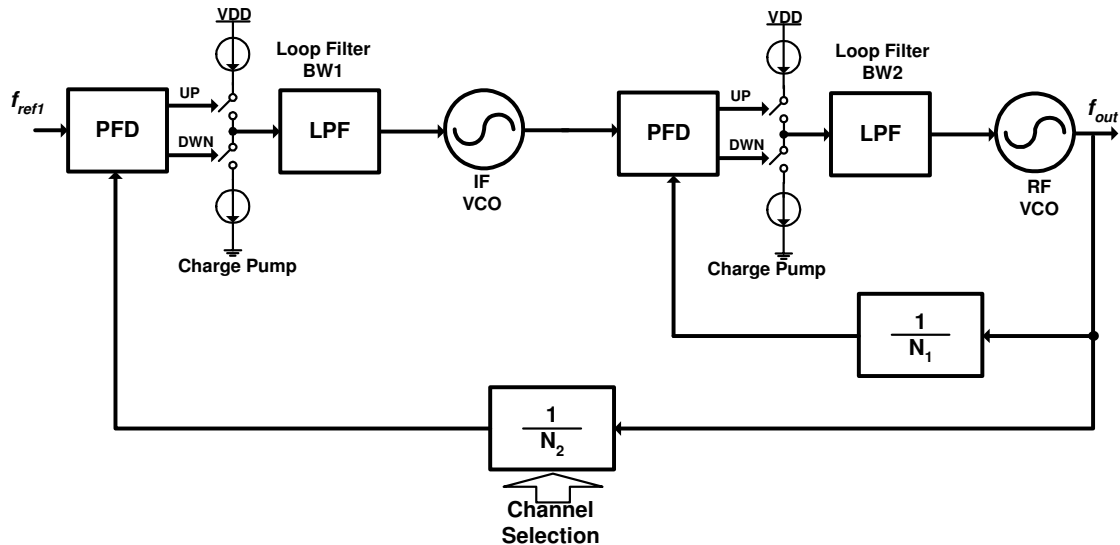 VDD
VDD
Loop Filter
BW1
Loop Filter
BW2
f_ref1
PFD
UP
DWN
LPF
IF
VCO
PFD
UP
DWN
LPF
RF
VCO
f_out
Charge Pump
Charge Pump
1
N_1
1
N_2
Channel
Selection